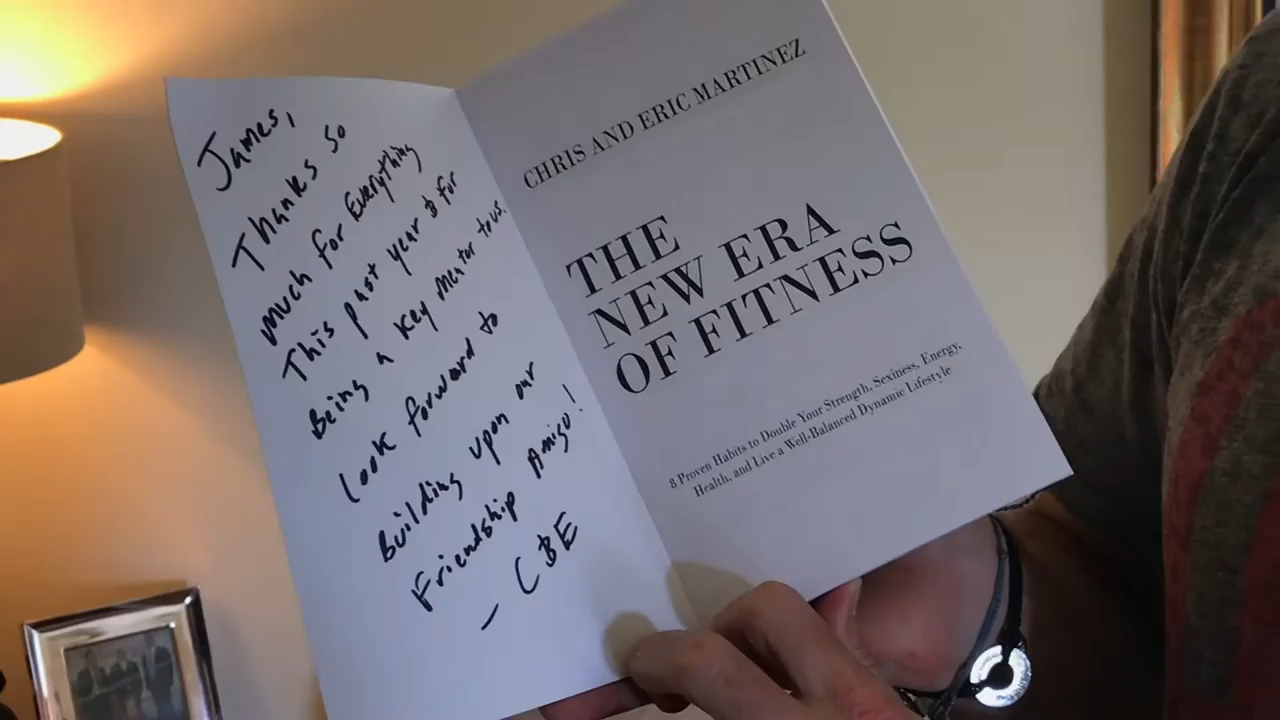 James,
Thanks so
much for Everything
This past year & for
Being a key mentor to us.
Look forward to
Building upon our
Friendship Amigo!
- C&E
CHRIS AND ERIC MARTINEZ
THE
NEW ERA
OF FITNESS
8 Proven Habits to Double Your Strength, Sexiness, Energy,
Health, and Live a Well-Balanced Dynamic Lifestyle